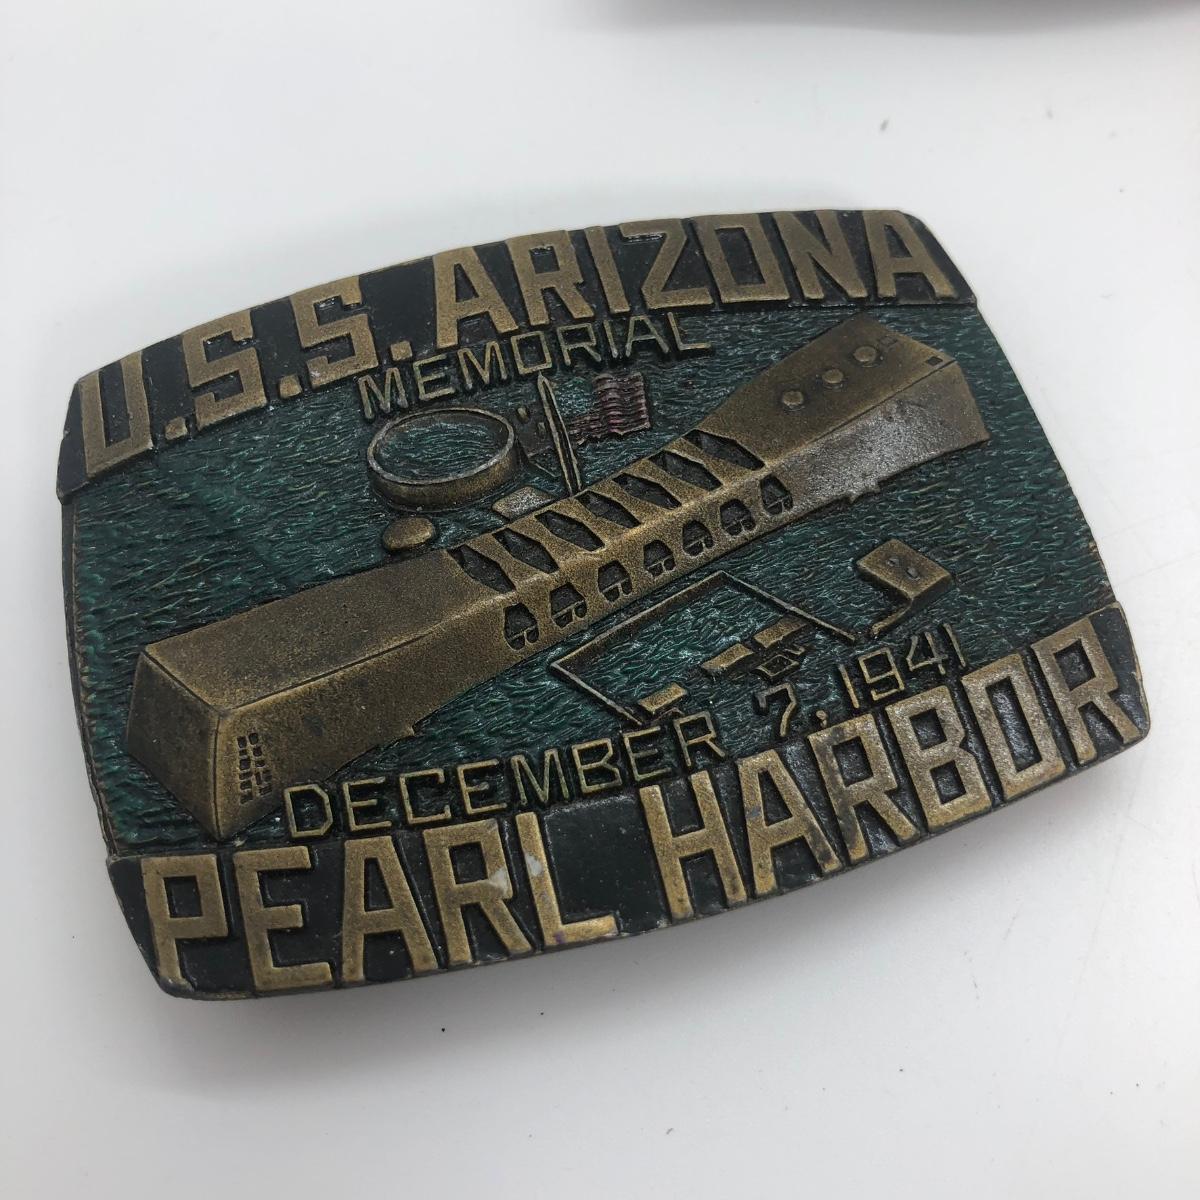 U.S.S. ARIZONA
MEMORIAL
DECEMBER 7, 1941
PEARL HARBOR